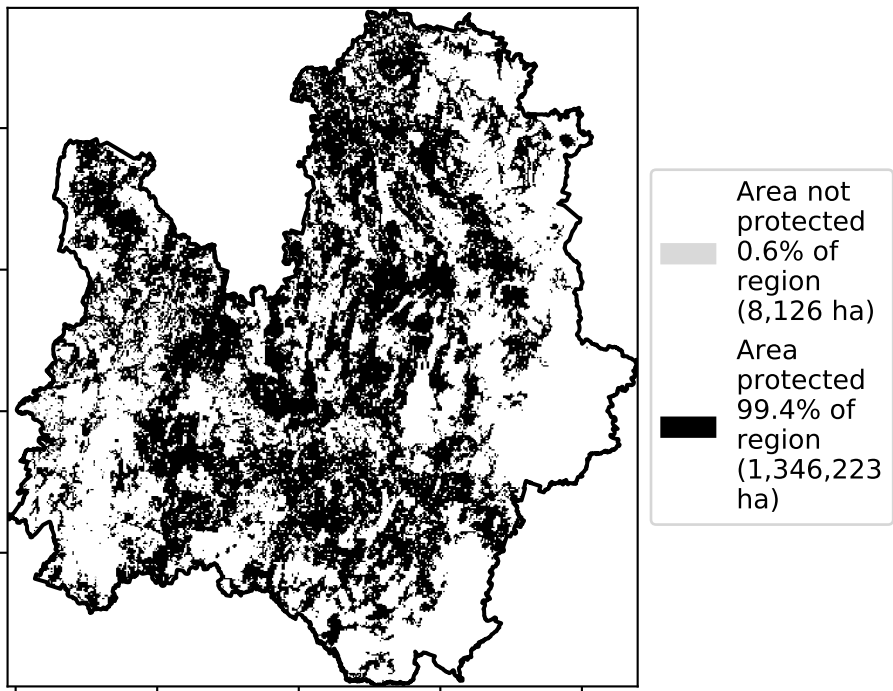 Area not
protected
0.6% of
region
(8,126 ha)
Area
protected
99.4% of
region
(1,346,223
ha)